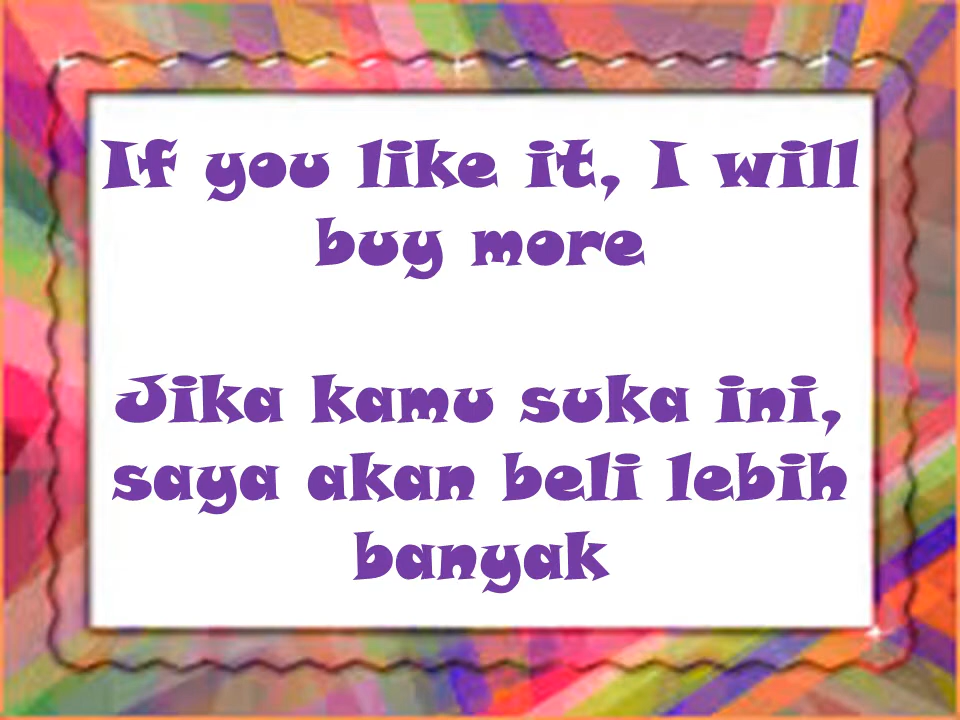 If you like it, I will
buy more
Jika kamu suka ini,
saya akan beli lebih
banyak